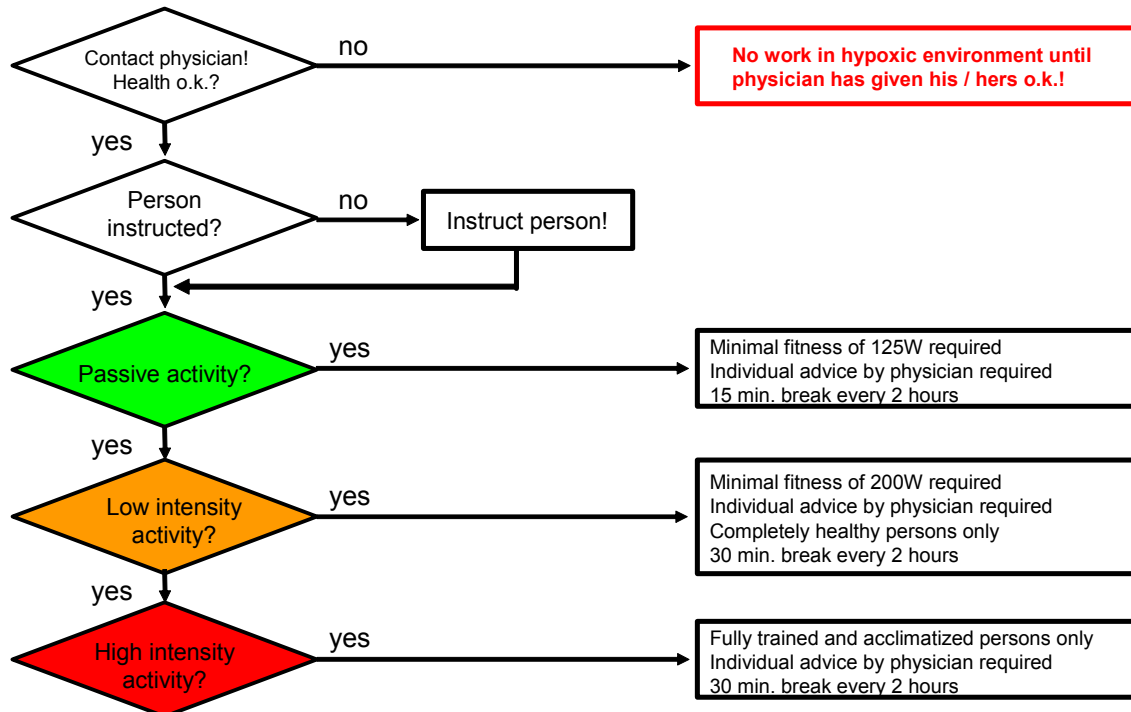 Contact physician!
Health o.k.?
no
No work in hypoxic environment until
physician has given his / hers o.k.!
yes
Person
instructed?
no
Instruct person!
yes
Passive activity?
yes
Minimal fitness of 125W required
Individual advice by physician required
15 min. break every 2 hours
yes
Low intensity
activity?
yes
Minimal fitness of 200W required
Individual advice by physician required
Completely healthy persons only
30 min. break every 2 hours
yes
High intensity
activity?
yes
Fully trained and acclimatized persons only
Individual advice by physician required
30 min. break every 2 hours